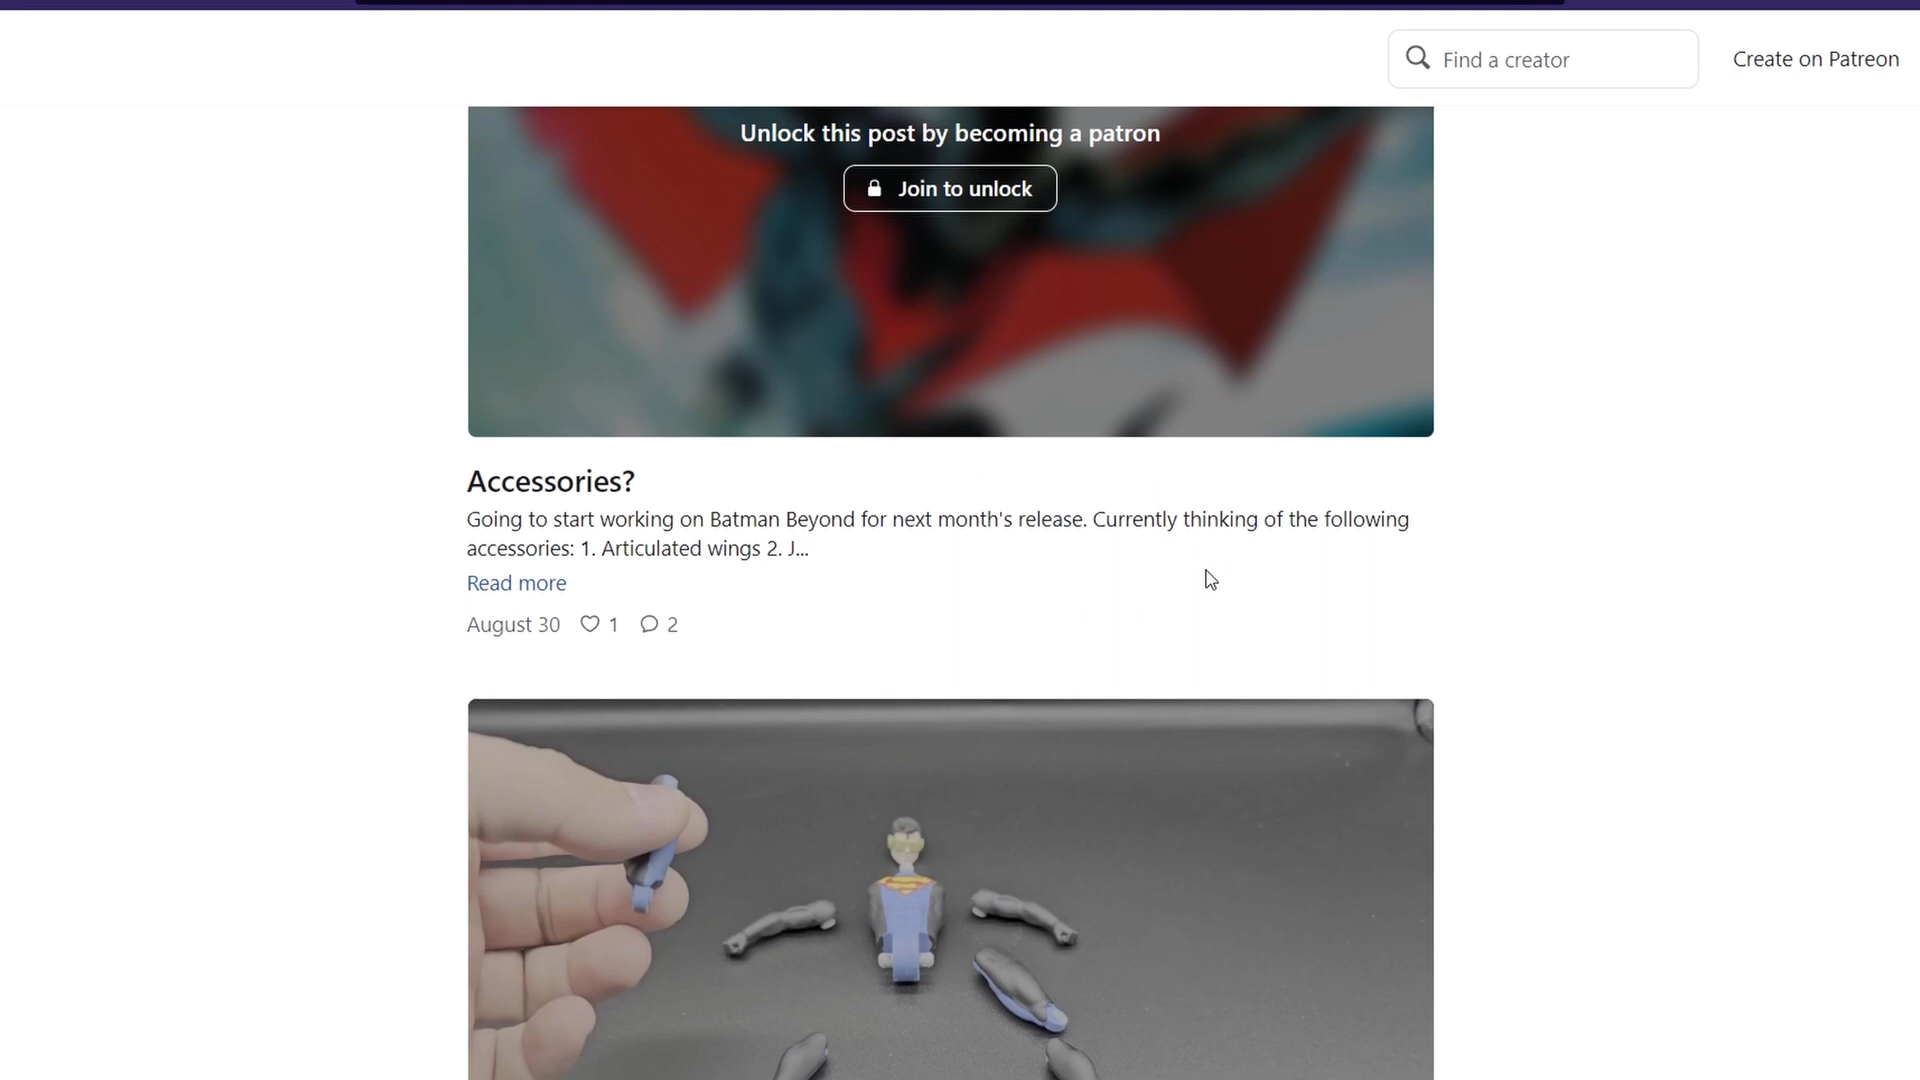 Find a creator
Create on Patreon
Unlock this post by becoming a patron
Join to unlock
Accessories?
Going to start working on Batman Beyond for next month's release. Currently thinking of the following
accessories: 1. Articulated wings 2. J...
Read more
August 30 1 2